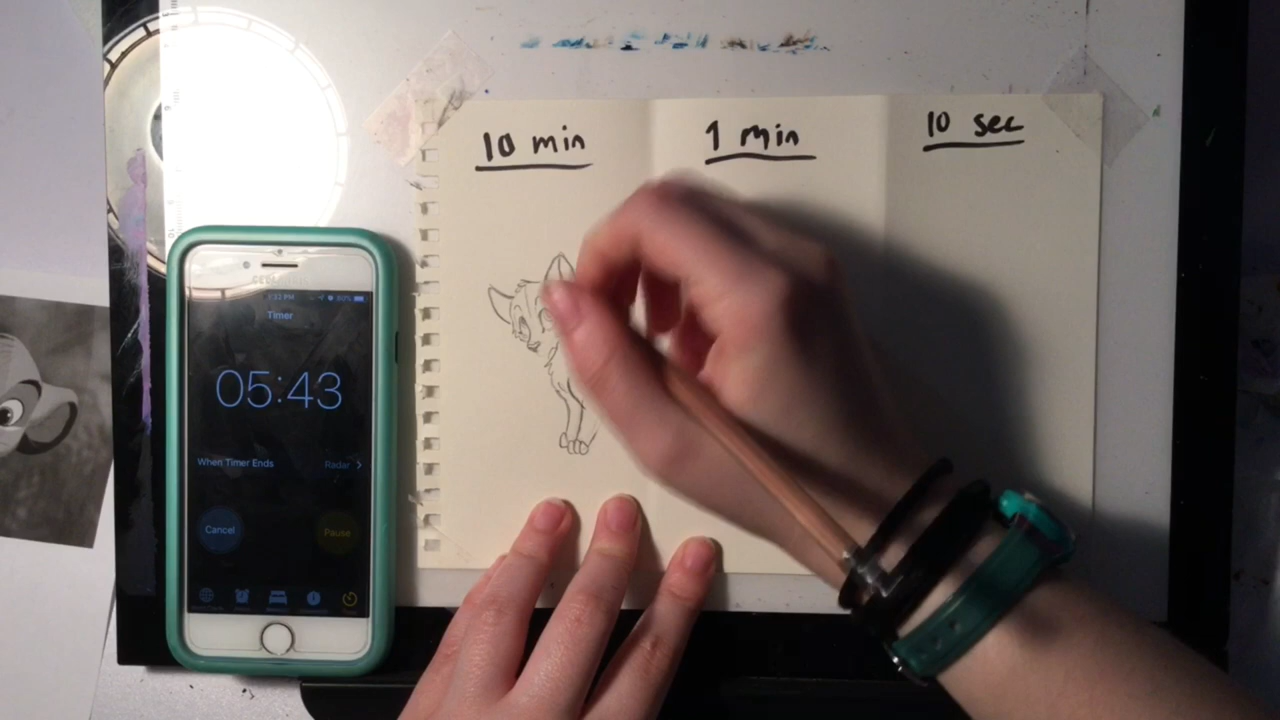 10 min
1 min
10 sec
Timer
05:43
When Timer Ends
Radar >
Cancel
Pause